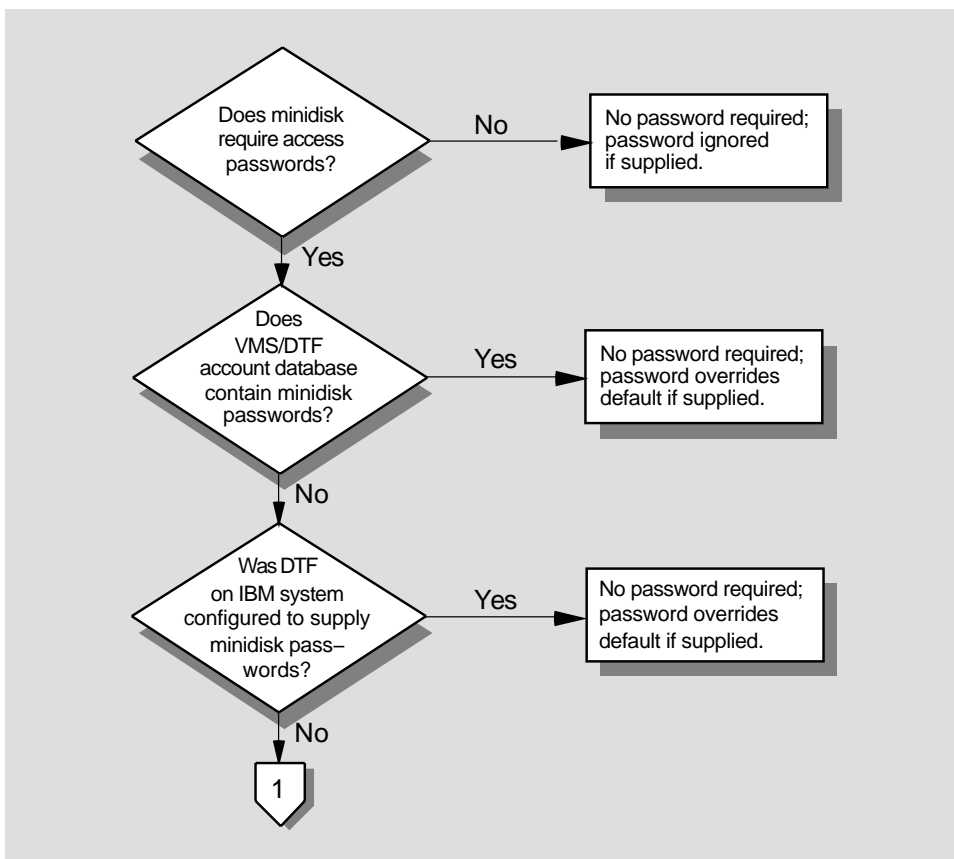 Does minidisk
require access
passwords?
No
No password required;
password ignored
if supplied.
Yes
Does
VMS/DTF
account database
contain minidisk
passwords?
Yes
No password required;
password overrides
default if supplied.
No
Was DTF
on IBM system
configured to supply
minidisk pass–
words?
Yes
No password required;
password overrides
default if supplied.
No
1